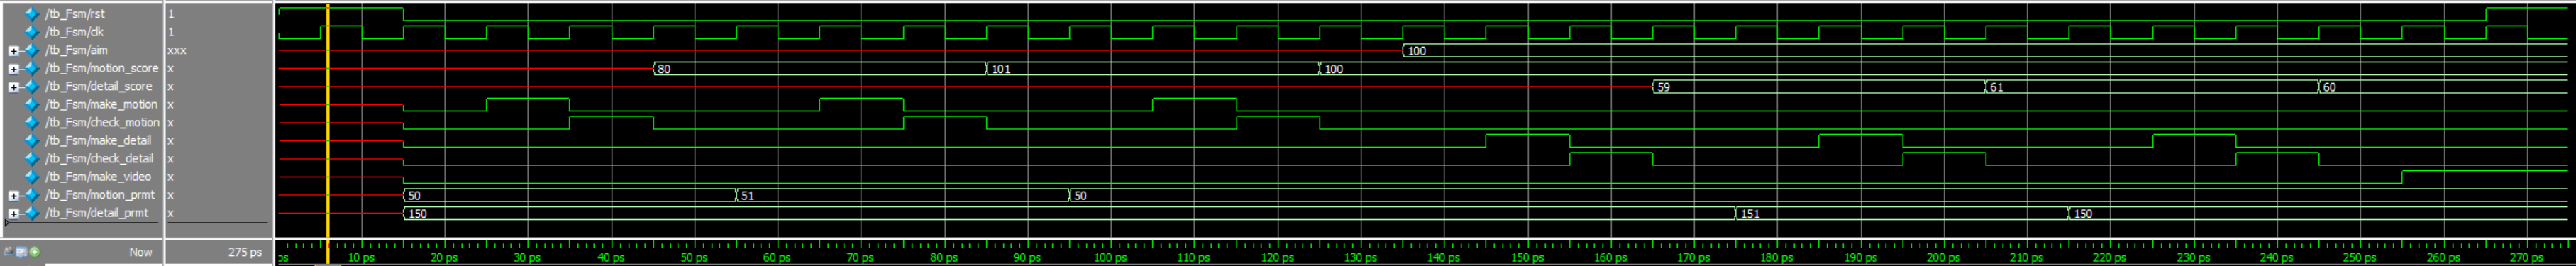 /tb_Fsm/rst 1
/tb_Fsm/clk 1
/tb_Fsm/aim xxx 100
/tb_Fsm/motion_score x 80 101 100
/tb_Fsm/detail_score x 59 61 60
/tb_Fsm/make_motion x
/tb_Fsm/check_motion x
/tb_Fsm/make_detail x
/tb_Fsm/check_detail x
/tb_Fsm/make_video x
/tb_Fsm/motion_prmt x 50 51 50
/tb_Fsm/detail_prmt x 150 151 150
Now 275 ps ps 10 ps 20 ps 30 ps 40 ps 50 ps 60 ps 70 ps 80 ps 90 ps 100 ps 110 ps 120 ps 130 ps 140 ps 150 ps 160 ps 170 ps 180 ps 190 ps 200 ps 210 ps 220 ps 230 ps 240 ps 250 ps 260 ps 270 ps